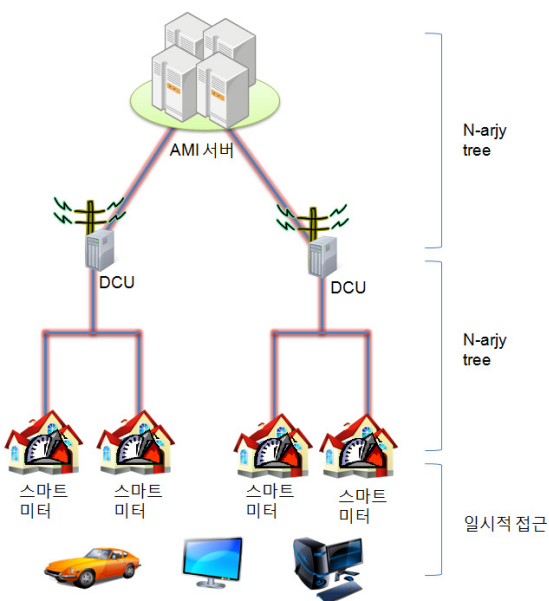 AMI 서버
N-arjy
tree
DCU
DCU
N-arjy
tree
스마트
미터
스마트
미터
스마트
미터
스마트
미터
일시적 접근